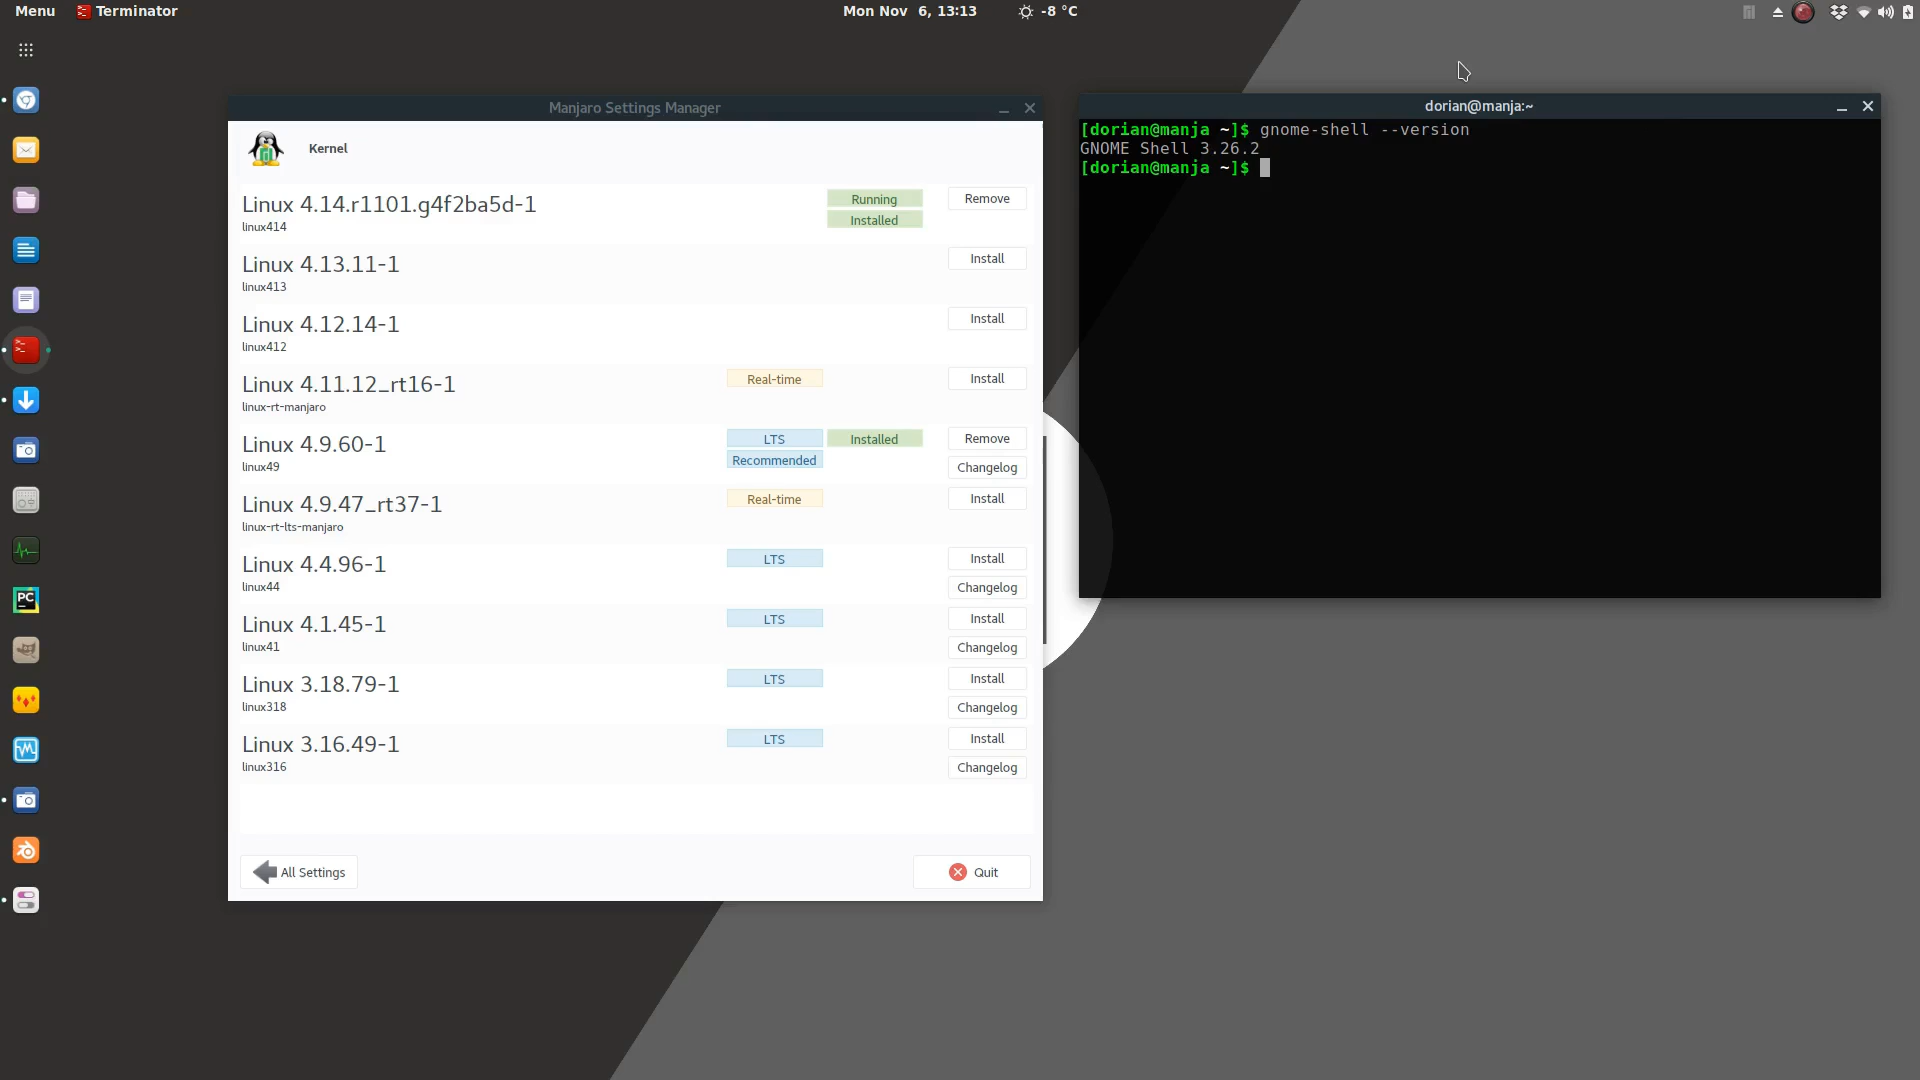 Menu Terminator Mon Nov 6, 13:13 -8 °C
Manjaro Settings Manager
Kernel
Linux 4.14.r1101.g4f2ba5d-1 Running Remove
linux414 Installed
Linux 4.13.11-1 Install
linux413
Linux 4.12.14-1 Install
linux412
Linux 4.11.12_rt16-1 Real-time Install
linux-rt-manjaro
Linux 4.9.60-1 LTS Installed Remove
linux49 Recommended Changelog
Linux 4.9.47_rt37-1 Real-time Install
linux-rt-lts-manjaro
Linux 4.4.96-1 LTS Install
linux44 Changelog
Linux 4.1.45-1 LTS Install
linux41 Changelog
Linux 3.18.79-1 LTS Install
linux318 Changelog
Linux 3.16.49-1 LTS Install
linux316 Changelog
All Settings Quit
dorian@manja:~
[dorian@manja ~]$ gnome-shell --version
GNOME Shell 3.26.2
[dorian@manja ~]$
PC